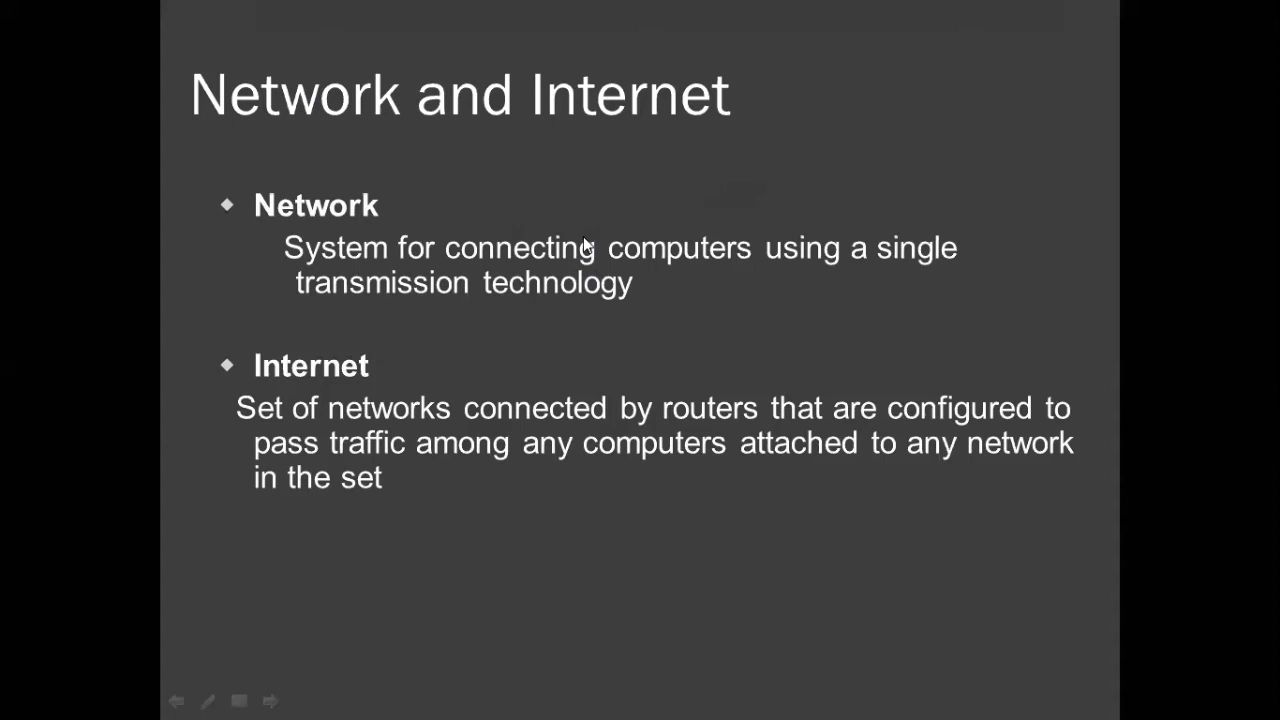 Network and Internet
Network
System for connecting computers using a single
transmission technology
Internet
Set of networks connected by routers that are configured to
pass traffic among any computers attached to any network
in the set